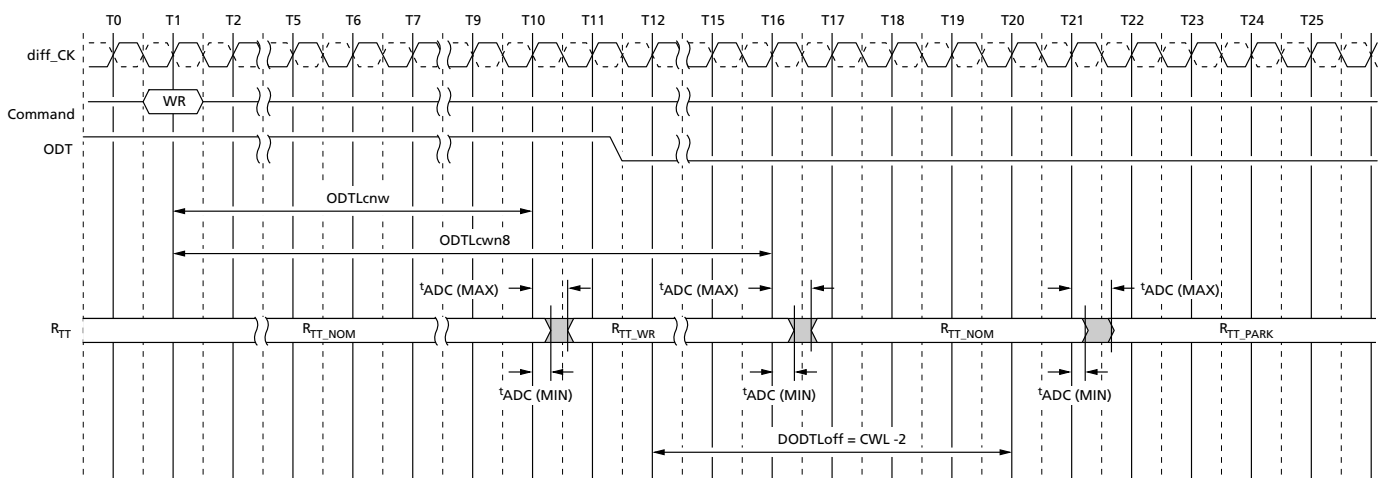 T0 T1 T2 T5 T6 T7 T9 T10 T11 T12 T15 T16 T17 T18 T19 T20 T21 T22 T23 T24 T25
diff_CK
Command WR
ODT
ODTLcnw
ODTLcwn8
tADC (MAX) tADC (MAX) tADC (MAX)
RTT RTT_NOM RTT_WR RTT_NOM RTT_PARK
tADC (MIN) tADC (MIN) tADC (MIN)
DODTLoff = CWL -2